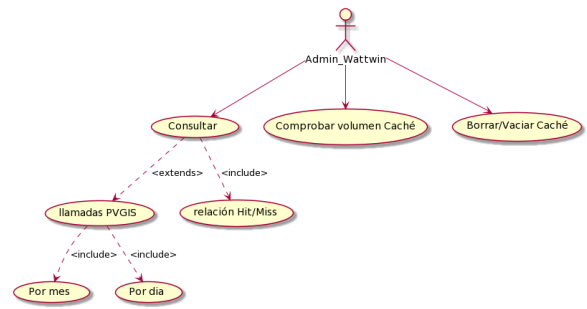 Admin_Wattwin
Consultar
Comprobar volumen Caché
Borrar/Vaciar Caché
<extends>
<include>
llamadas PVGIS
relación Hit/Miss
<include>
<include>
Por mes
Por dia